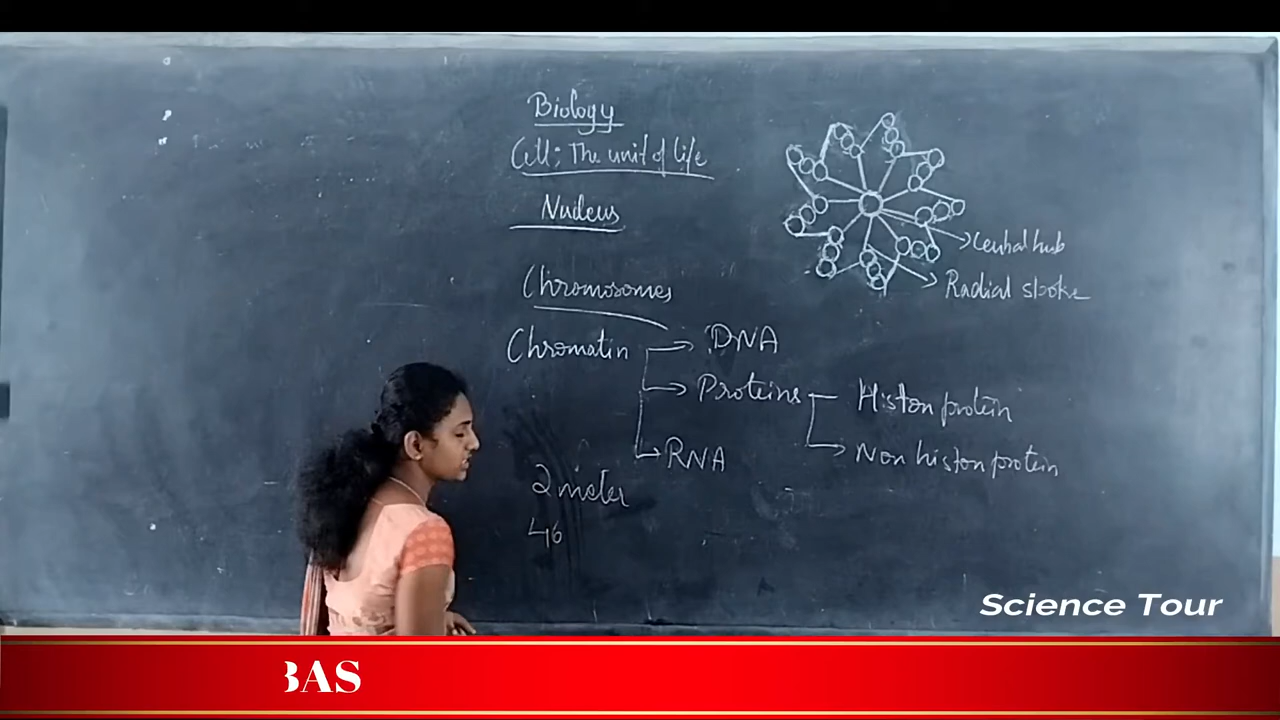 Biology
Cell; The unit of life
Nucleus
Central hub
Radial spoke
Chromosomes
Chromatin
DNA
Proteins
Histon protein
Non histon protein
RNA
2 meter
46
Science Tour
BAS